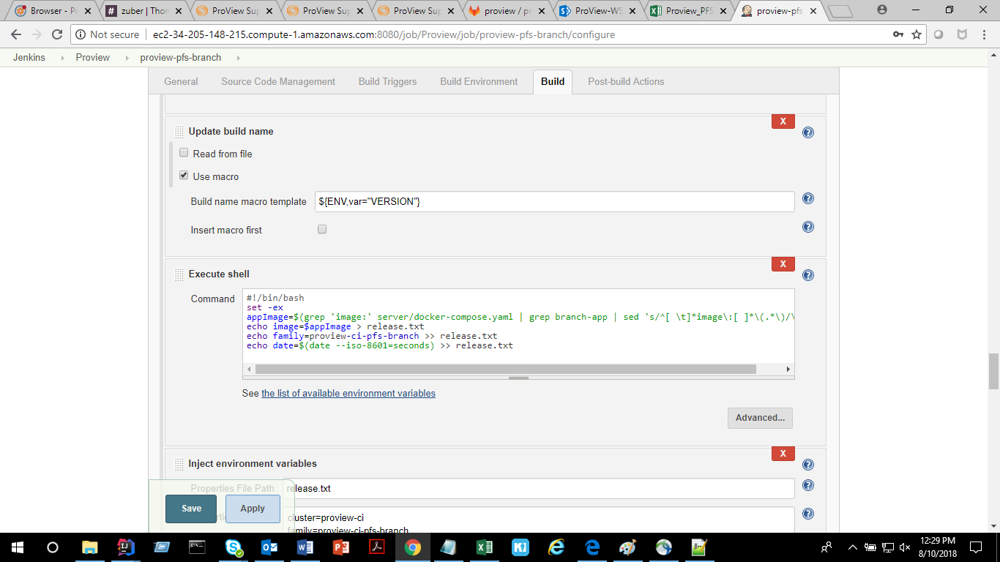 Browser - Pr
zuber | Thor
ProView Sup
ProView Sup
ProView Sup
proview / pr
ProView-WS
Proview_PFS
proview-pfs
Not secure ec2-34-205-148-215.compute-1.amazonaws.com:8080/job/Proview/job/proview-pfs-branch/configure
Jenkins Proview proview-pfs-branch
General Source Code Management Build Triggers Build Environment Build Post-build Actions
X
Update build name
Read from file
Use macro
Build name macro template ${ENV,var="VERSION"}
Insert macro first
X
Execute shell
Command
#!/bin/bash
set -ex
appImage=$(grep 'image:' server/docker-compose.yaml | grep branch-app | sed 's/^[ \t]*image\:[ ]*\(.*\)/\
echo image=$appImage > release.txt
echo family=proview-ci-pfs-branch >> release.txt
echo date=$(date --iso-8601=seconds) >> release.txt
See the list of available environment variables
Advanced...
X
Inject environment variables
Properties File Path release.txt
Save Apply
cluster=proview-ci
family=proview-ci-pfs-branch
12:29 PM
8/10/2018